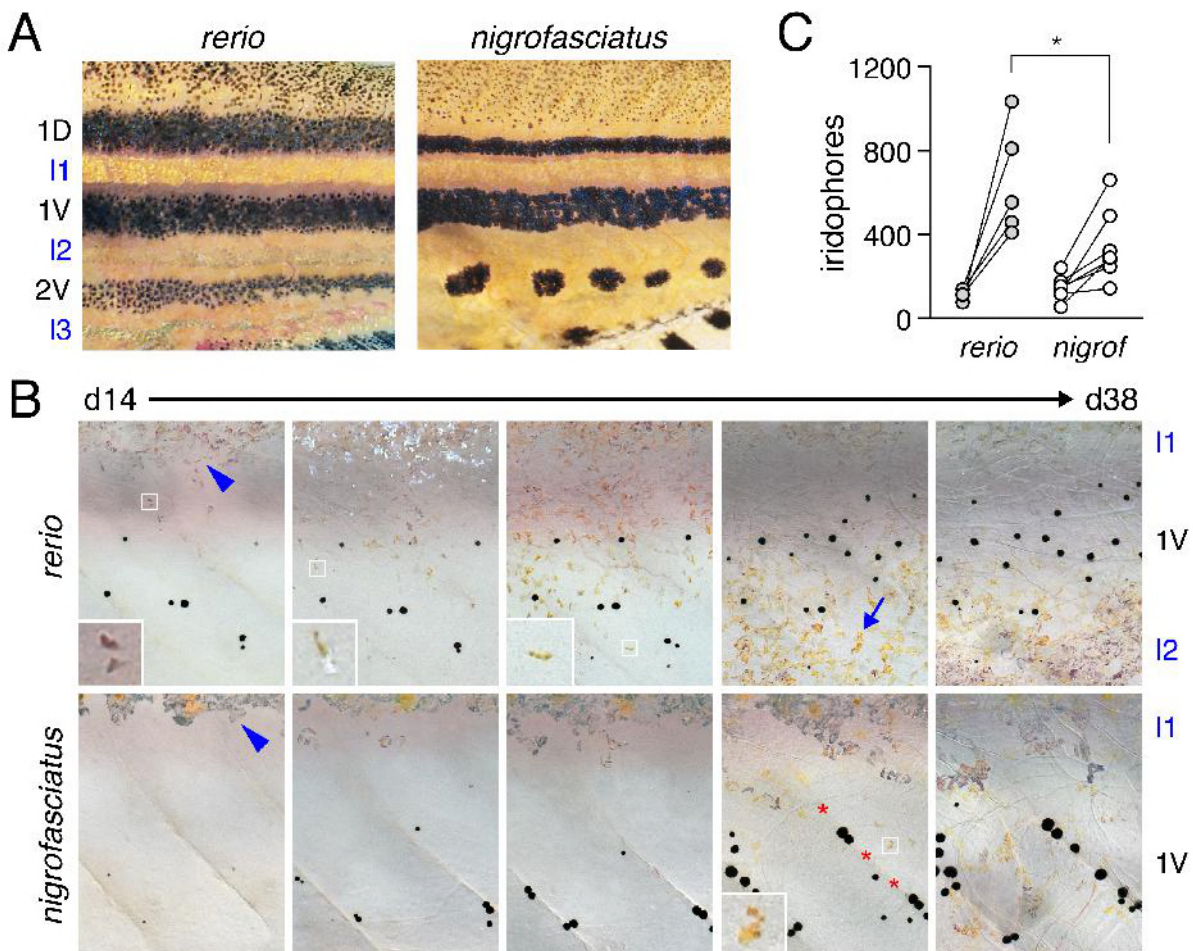 A
rerio
nigrofasciatus
1D
I1
1V
I2
2V
I3
C
*
1200
800
400
0
iridophores
rerio
nigrof
B
d14
d38
rerio
I1
1V
I2
nigrofasciatus
*
*
*
I1
1V